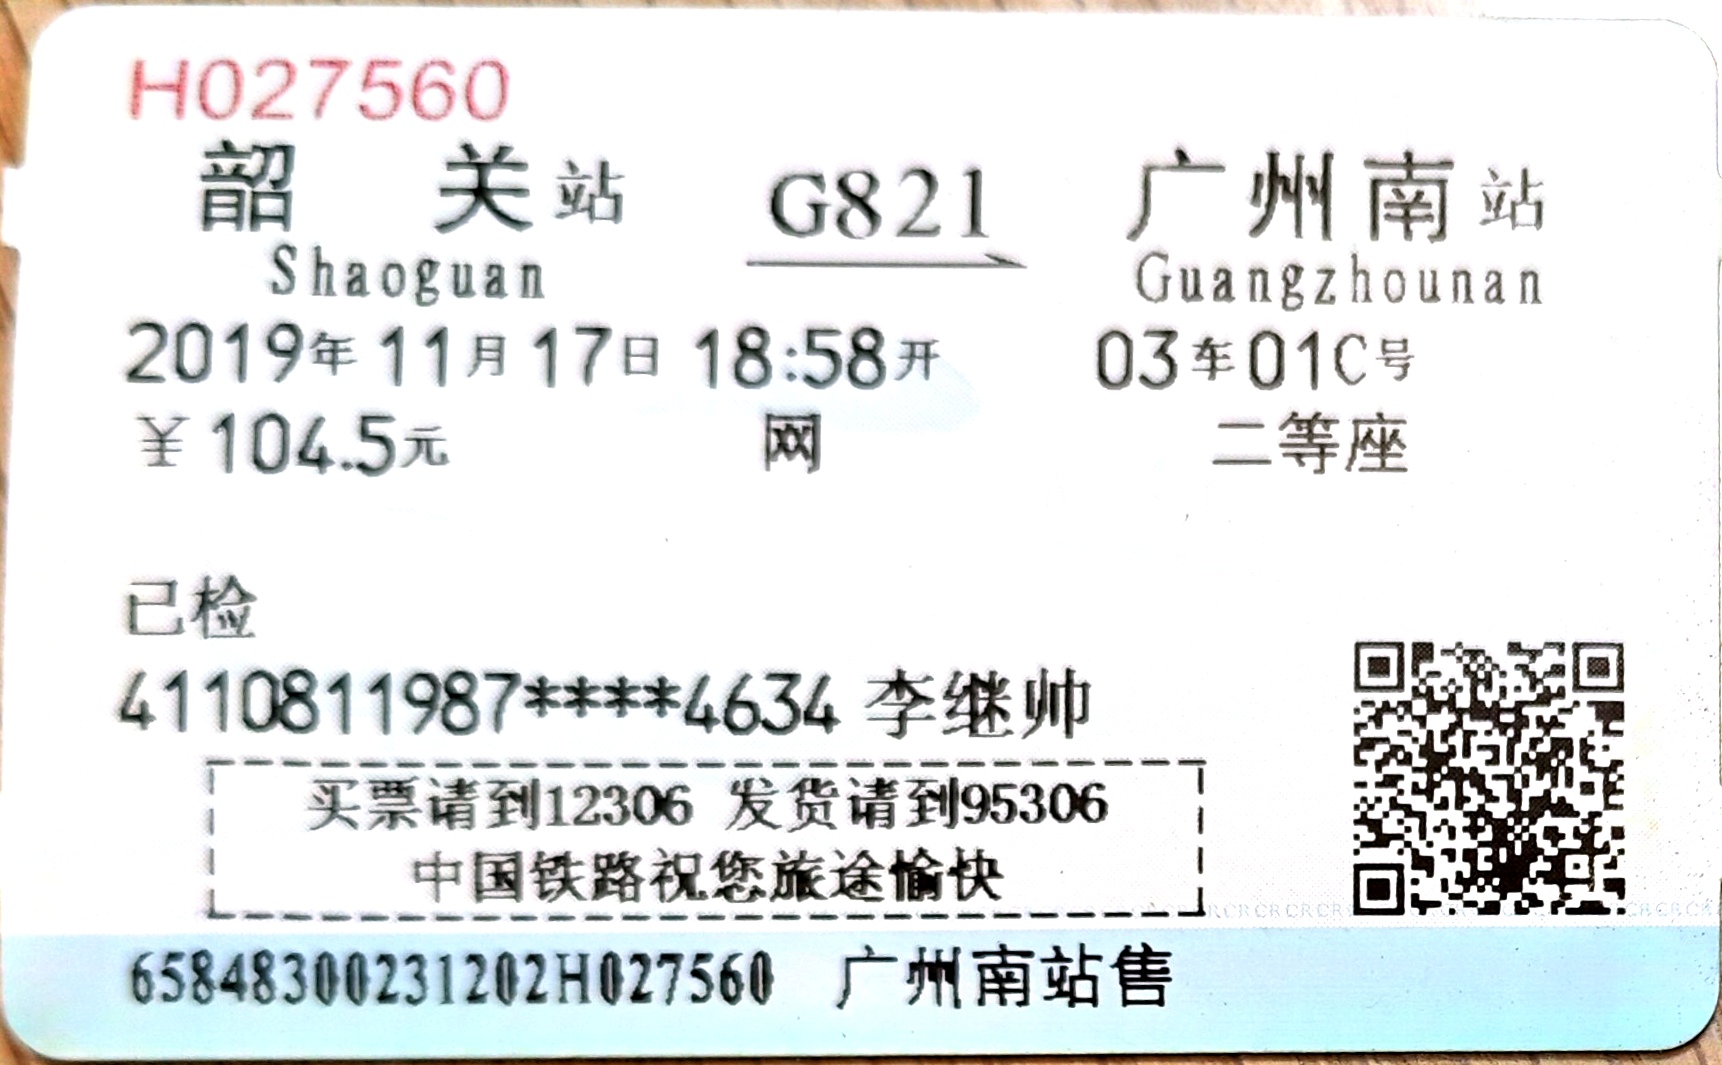 H027560
韶关站 G821 广州南站
Shaoguan Guangzhounan
2019年11月17日 18:58开 03车01C号
¥104.5元 网 二等座
已检
4110811987****4634 李继帅
买票请到12306 发货请到95306
中国铁路祝您旅途愉快
65848300231202H027560 广州南站售